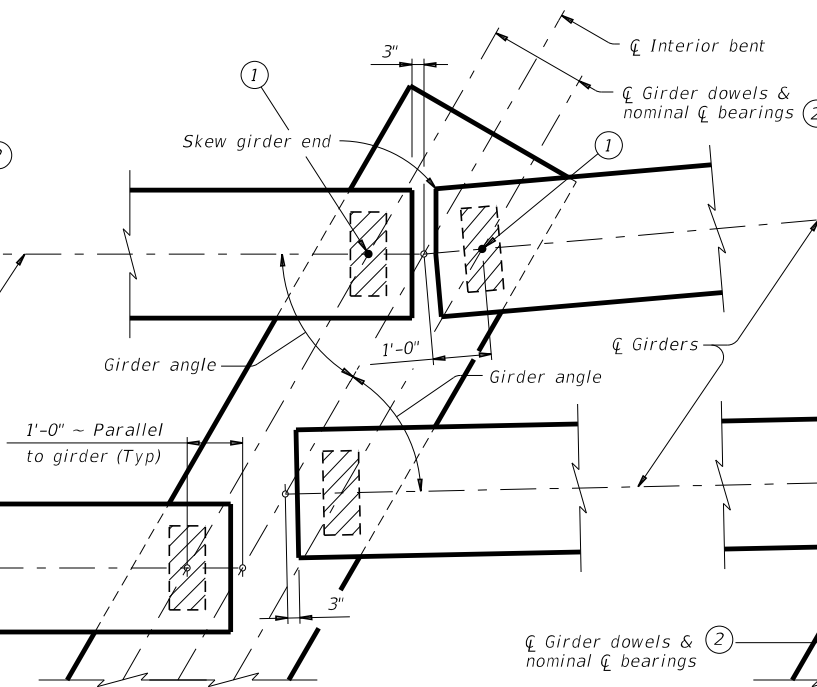 3"
℄ Interior bent
1
℄ Girder dowels &
nominal ℄ bearings 2
Skew girder end
1
2
1'-0"
℄ Girders
Girder angle
Girder angle
1'-0" ~ Parallel
to girder (Typ)
3"
℄ Girder dowels & 2
nominal ℄ bearings